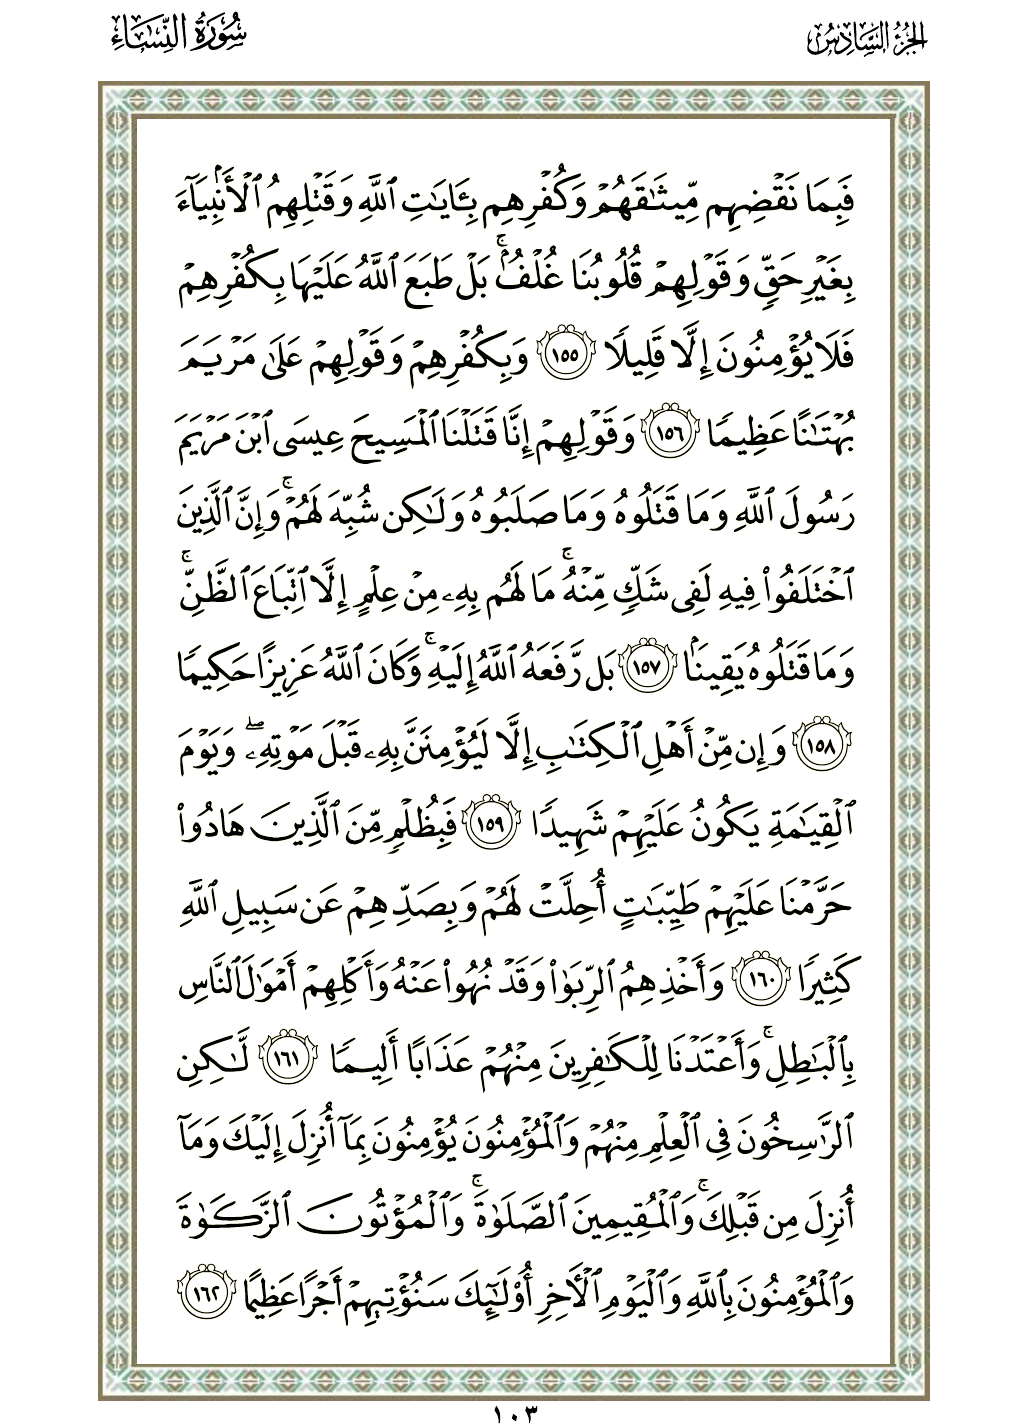 الجزء السادس
سورة النساء
فَبِمَا نَقْضِهِم مِّيثَٰقَهُمْ وَكُفْرِهِم بِـَٔايَٰتِ ٱللَّهِ وَقَتْلِهِمُ ٱلْأَنۢبِيَآءَ
بِغَيْرِ حَقٍّ وَقَوْلِهِمْ قُلُوبُنَا غُلْفٌۢ ۚ بَلْ طَبَعَ ٱللَّهُ عَلَيْهَا بِكُفْرِهِمْ
فَلَا يُؤْمِنُونَ إِلَّا قَلِيلًا ١٥٥ وَبِكُفْرِهِمْ وَقَوْلِهِمْ عَلَىٰ مَرْيَمَ
بُهْتَٰنًا عَظِيمًا ١٥٦ وَقَوْلِهِمْ إِنَّا قَتَلْنَا ٱلْمَسِيحَ عِيسَى ٱبْنَ مَرْيَمَ
رَسُولَ ٱللَّهِ وَمَا قَتَلُوهُ وَمَا صَلَبُوهُ وَلَٰكِن شُبِّهَ لَهُمْ ۚ وَإِنَّ ٱلَّذِينَ
ٱخْتَلَفُوا۟ فِيهِ لَفِى شَكٍّ مِّنْهُ ۚ مَا لَهُم بِهِۦ مِنْ عِلْمٍ إِلَّا ٱتِّبَاعَ ٱلظَّنِّ ۚ
وَمَا قَتَلُوهُ يَقِينًۢا ١٥٧ بَل رَّفَعَهُ ٱللَّهُ إِلَيْهِ ۚ وَكَانَ ٱللَّهُ عَزِيزًا حَكِيمًا
١٥٨ وَإِن مِّنْ أَهْلِ ٱلْكِتَٰبِ إِلَّا لَيُؤْمِنَنَّ بِهِۦ قَبْلَ مَوْتِهِۦ ۖ وَيَوْمَ
ٱلْقِيَٰمَةِ يَكُونُ عَلَيْهِمْ شَهِيدًا ١٥٩ فَبِظُلْمٍ مِّنَ ٱلَّذِينَ هَادُوا۟
حَرَّمْنَا عَلَيْهِمْ طَيِّبَٰتٍ أُحِلَّتْ لَهُمْ وَبِصَدِّهِمْ عَن سَبِيلِ ٱللَّهِ
كَثِيرًا ١٦٠ وَأَخْذِهِمُ ٱلرِّبَوٰا۟ وَقَدْ نُهُوا۟ عَنْهُ وَأَكْلِهِمْ أَمْوَٰلَ ٱلنَّاسِ
بِٱلْبَٰطِلِ ۚ وَأَعْتَدْنَا لِلْكَٰفِرِينَ مِنْهُمْ عَذَابًا أَلِيمًا ١٦١ لَّٰكِنِ
ٱلرَّٰسِخُونَ فِى ٱلْعِلْمِ مِنْهُمْ وَٱلْمُؤْمِنُونَ يُؤْمِنُونَ بِمَآ أُنزِلَ إِلَيْكَ وَمَآ
أُنزِلَ مِن قَبْلِكَ ۚ وَٱلْمُقِيمِينَ ٱلصَّلَوٰةَ ۚ وَٱلْمُؤْتُونَ ٱلزَّكَوٰةَ
وَٱلْمُؤْمِنُونَ بِٱللَّهِ وَٱلْيَوْمِ ٱلْـَٔاخِرِ أُو۟لَٰٓئِكَ سَنُؤْتِيهِمْ أَجْرًا عَظِيمًا ١٦٢
١٠٣